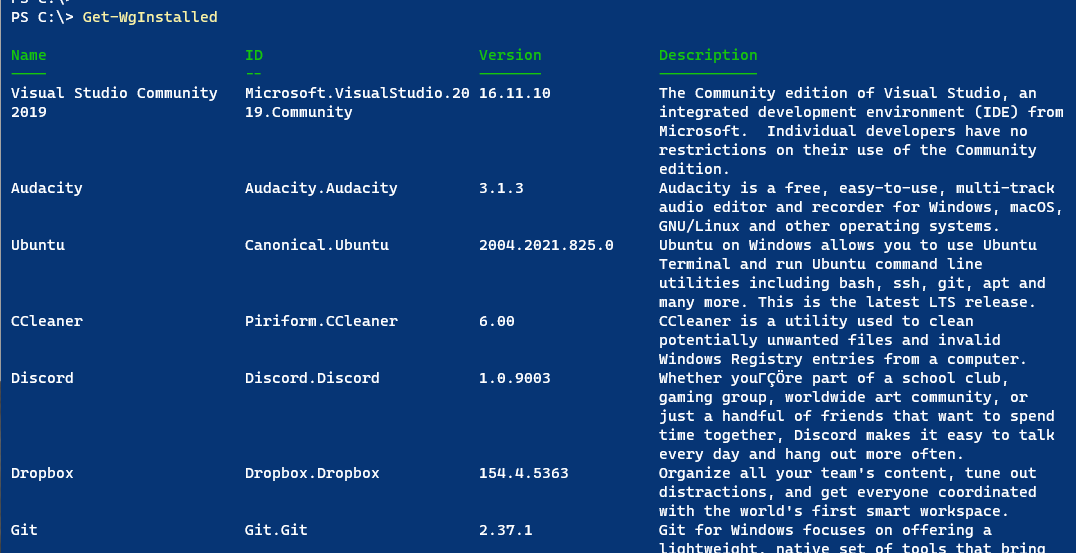 PS C:\>
PS C:\> Get-WgInstalled
Name ID Version Description
---- -- ------- -----------
Visual Studio Community Microsoft.VisualStudio.20 16.11.10 The Community edition of Visual Studio, an
2019 19.Community integrated development environment (IDE) from
Microsoft.  Individual developers have no
restrictions on their use of the Community
edition.
Audacity Audacity.Audacity 3.1.3 Audacity is a free, easy-to-use, multi-track
audio editor and recorder for Windows, macOS,
GNU/Linux and other operating systems.
Ubuntu Canonical.Ubuntu 2004.2021.825.0 Ubuntu on Windows allows you to use Ubuntu
Terminal and run Ubuntu command line
utilities including bash, ssh, git, apt and
many more. This is the latest LTS release.
CCleaner Piriform.CCleaner 6.00 CCleaner is a utility used to clean
potentially unwanted files and invalid
Windows Registry entries from a computer.
Discord Discord.Discord 1.0.9003 Whether youΓÇÖre part of a school club,
gaming group, worldwide art community, or
just a handful of friends that want to spend
time together, Discord makes it easy to talk
every day and hang out more often.
Dropbox Dropbox.Dropbox 154.4.5363 Organize all your team's content, tune out
distractions, and get everyone coordinated
with the world's first smart workspace.
Git Git.Git 2.37.1 Git for Windows focuses on offering a
lightweight, native set of tools that bring